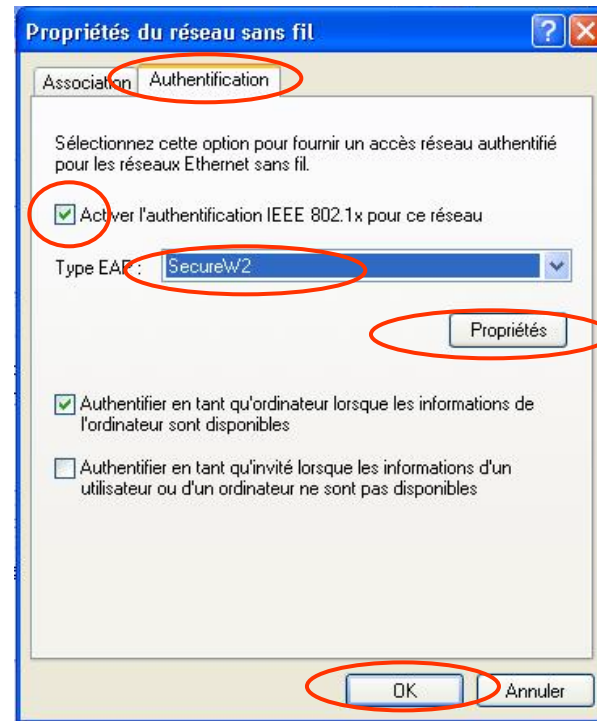 Propriétés du réseau sans fil
Association Authentification
Sélectionnez cette option pour fournir un accès réseau authentifié
pour les réseaux Ethernet sans fil.
Activer l'authentification IEEE 802.1x pour ce réseau
Type EAP : SecureW2
Propriétés
Authentifier en tant qu'ordinateur lorsque les informations de
l'ordinateur sont disponibles
Authentifier en tant qu'invité lorsque les informations d'un
utilisateur ou d'un ordinateur ne sont pas disponibles
OK Annuler